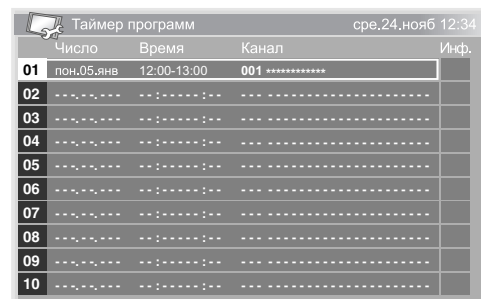 Таймер программ сре.24.нояб 12:34
Число Время Канал Инф.
01 пон.05.янв 12:00-13:00 001 ************
02 ---.--.--- --:-----:-- --- ----------------------
03 ---.--.--- --:-----:-- --- ----------------------
04 ---.--.--- --:-----:-- --- ----------------------
05 ---.--.--- --:-----:-- --- ----------------------
06 ---.--.--- --:-----:-- --- ----------------------
07 ---.--.--- --:-----:-- --- ----------------------
08 ---.--.--- --:-----:-- --- ----------------------
09 ---.--.--- --:-----:-- --- ----------------------
10 ---.--.--- --:-----:-- --- ----------------------